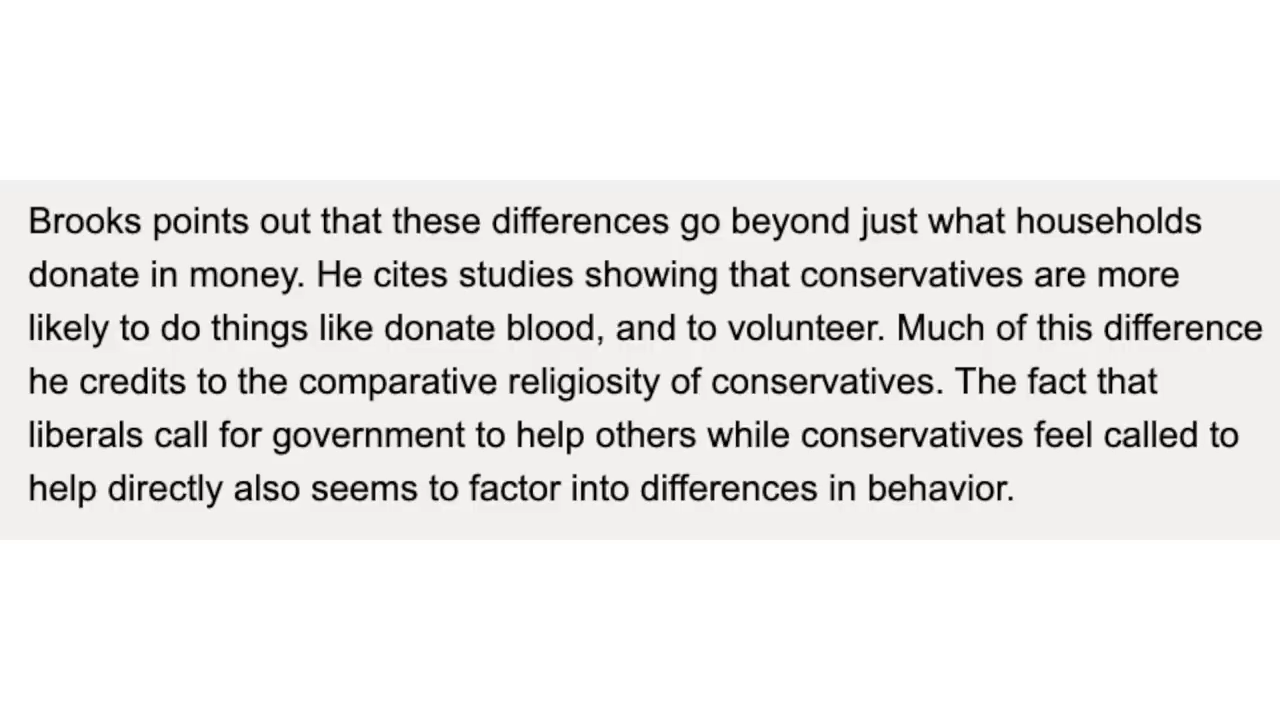 Brooks points out that these differences go beyond just what households
donate in money. He cites studies showing that conservatives are more
likely to do things like donate blood, and to volunteer. Much of this difference
he credits to the comparative religiosity of conservatives. The fact that
liberals call for government to help others while conservatives feel called to
help directly also seems to factor into differences in behavior.